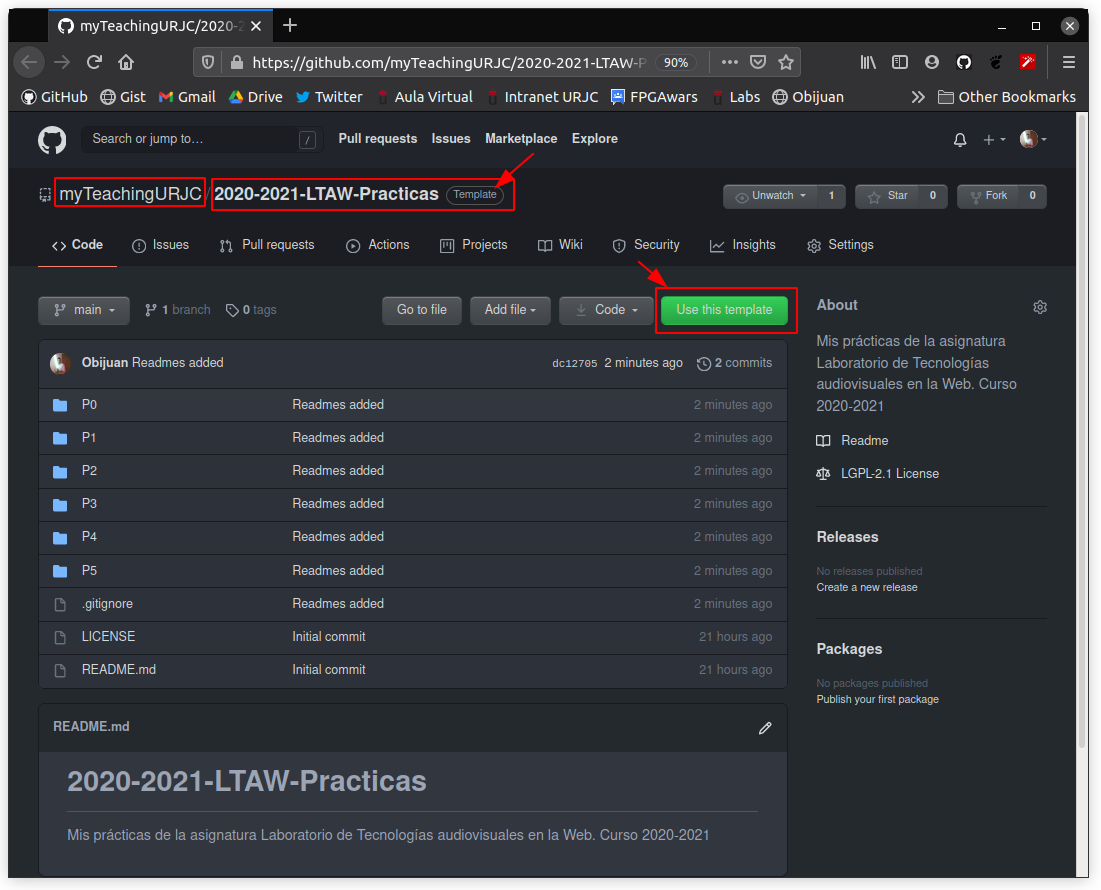 myTeachingURJC/2020-2
https://github.com/myTeachingURJC/2020-2021-LTAW-P 90%
GitHub Gist Gmail Drive Twitter Aula Virtual Intranet URJC FPGAwars Labs Obijuan Other Bookmarks
Search or jump to… / Pull requests Issues Marketplace Explore
myTeachingURJC / 2020-2021-LTAW-Practicas Template Unwatch 1 Star 0 Fork 0
Code Issues Pull requests Actions Projects Wiki Security Insights Settings
main 1 branch 0 tags Go to file Add file Code Use this template
Obijuan Readmes added dc12705 2 minutes ago 2 commits
P0 Readmes added 2 minutes ago
P1 Readmes added 2 minutes ago
P2 Readmes added 2 minutes ago
P3 Readmes added 2 minutes ago
P4 Readmes added 2 minutes ago
P5 Readmes added 2 minutes ago
.gitignore Readmes added 2 minutes ago
LICENSE Initial commit 21 hours ago
README.md Initial commit 21 hours ago
README.md
2020-2021-LTAW-Practicas
Mis prácticas de la asignatura Laboratorio de Tecnologías audiovisuales en la Web. Curso 2020-2021
About
Mis prácticas de la asignatura
Laboratorio de Tecnologías
audiovisuales en la Web. Curso
2020-2021
Readme
LGPL-2.1 License
Releases
No releases published
Create a new release
Packages
No packages published
Publish your first package